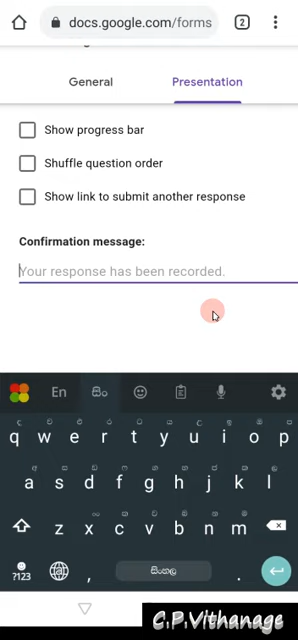 docs.google.com/forms
2
General
Presentation
Show progress bar
Shuffle question order
Show link to submit another response
Confirmation message:
Your response has been recorded.
En සිං
q w e r t y u i o p
a s d f g h j k l
z x c v b n m
?123 , සිංහල .
C.P.Vithanage